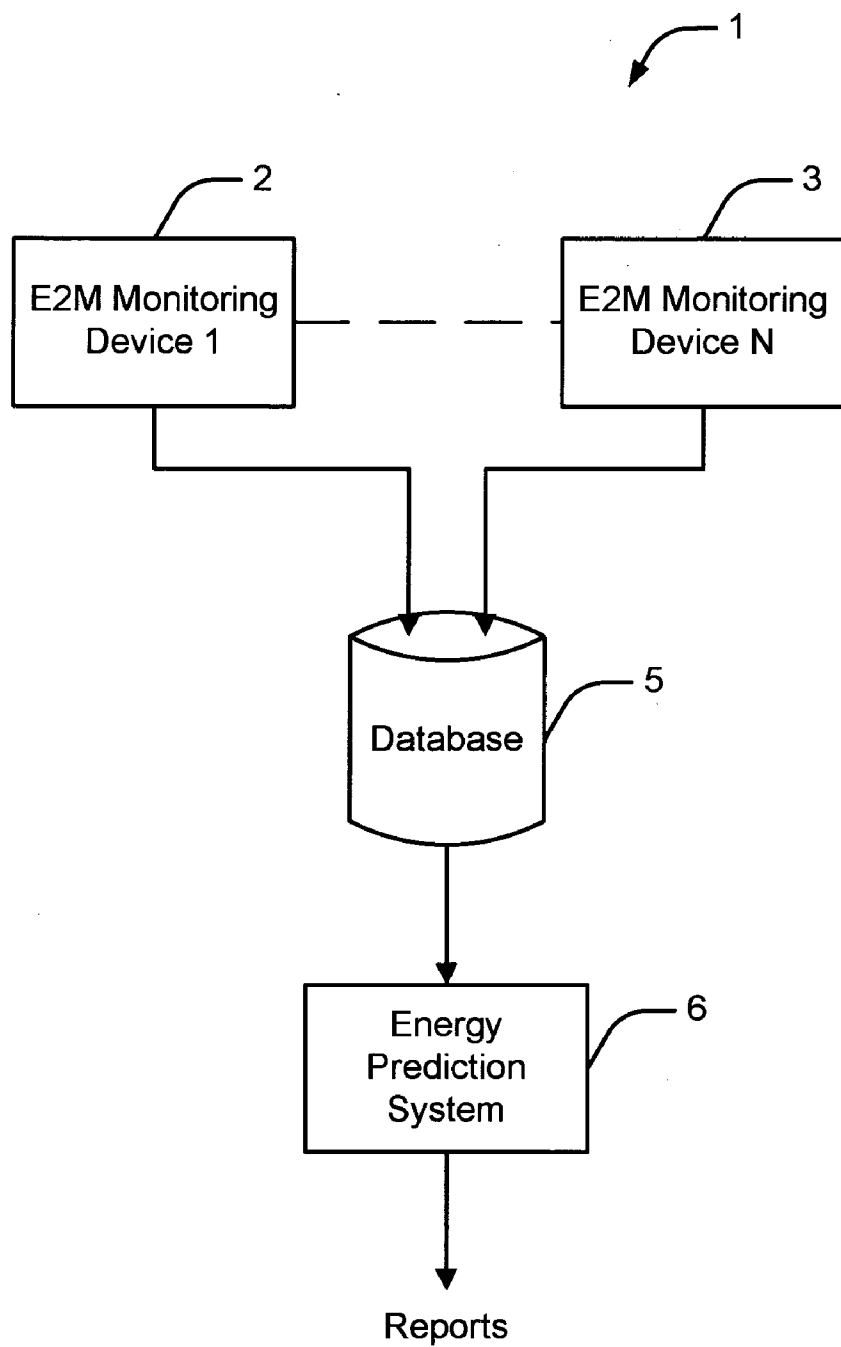 1
2
3
E2M Monitoring
Device 1
E2M Monitoring
Device N
5
Database
6
Energy
Prediction
System
Reports